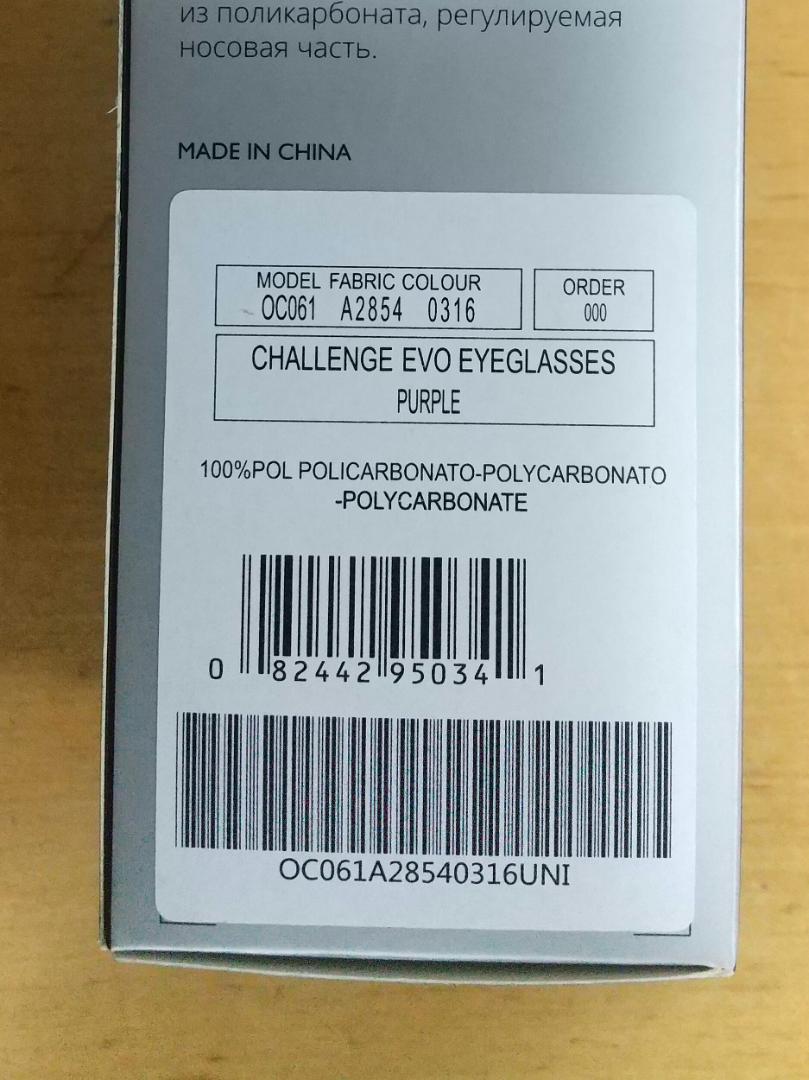 из поликарбоната, регулируемая
носовая часть.
MADE IN CHINA
MODEL FABRIC COLOUR
OC061 A2854 0316
ORDER
000
CHALLENGE EVO EYEGLASSES
PURPLE
100%POL POLICARBONATO-POLYCARBONATO
-POLYCARBONATE
0 82442 95034 1
OC061A28540316UNI